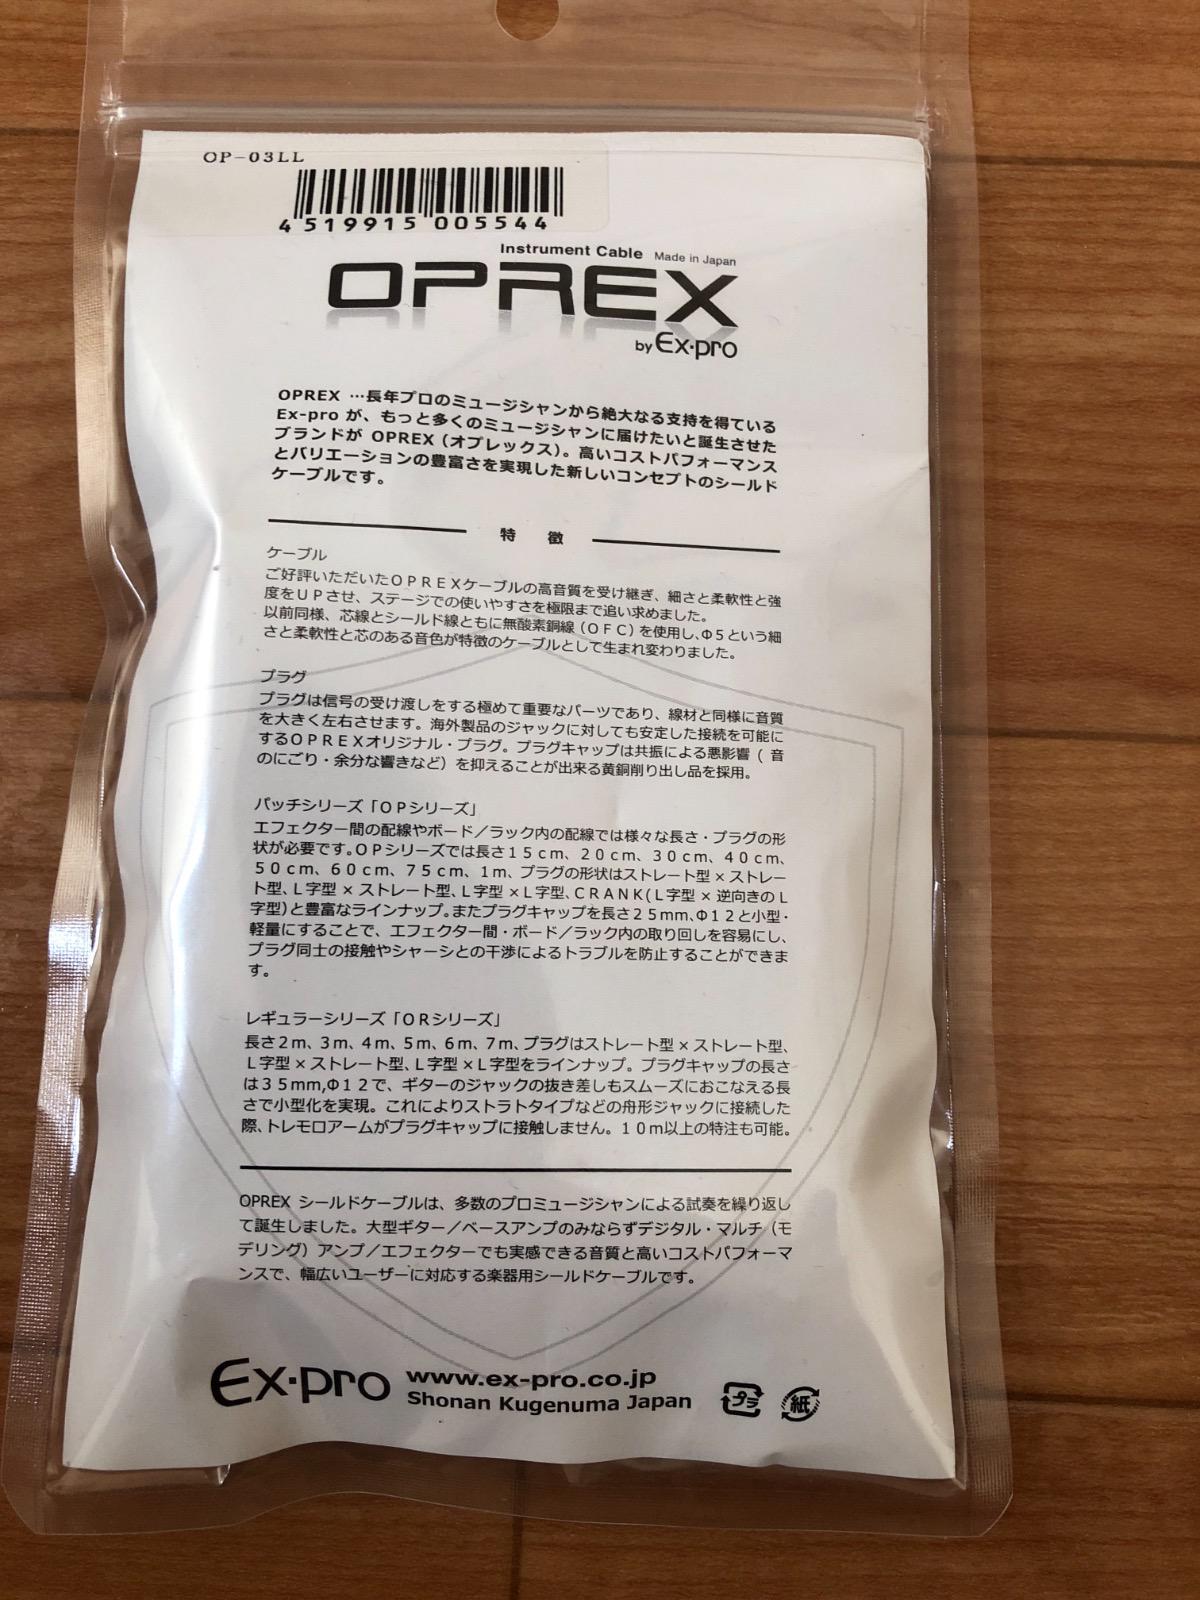 OP-03LL
4 519915 005544
Instrument Cable Made in Japan
OPREX
by Ex-pro
OPREX …長年プロのミュージシャンから絶大なる支持を得ている
Ex-pro が、もっと多くのミュージシャンに届けたいと誕生させた
ブランドが OPREX（オプレックス）。高いコストパフォーマンス
とバリエーションの豊富さを実現した新しいコンセプトのシールド
ケーブルです。
特 徴
ケーブル
ご好評いただいたＯＰＲＥＸケーブルの高音質を受け継ぎ、細さと柔軟性と強
度をＵＰさせ、ステージでの使いやすさを極限まで追い求めました。
以前同様、芯線とシールド線ともに無酸素銅線（ＯＦＣ）を使用し､Φ５という細
さと柔軟性と芯のある音色が特徴のケーブルとして生まれ変わりました。
プラグ
プラグは信号の受け渡しをする極めて重要なパーツであり、線材と同様に音質
を大きく左右させます。海外製品のジャックに対しても安定した接続を可能に
するＯＰＲＥＸオリジナル・プラグ。プラグキャップは共振による悪影響（ 音
のにごり・余分な響きなど）を抑えることが出来る黄銅削り出し品を採用。
パッチシリーズ「ＯＰシリーズ」
エフェクター間の配線やボード／ラック内の配線では様々な長さ・プラグの形
状が必要です｡ＯＰシリーズでは長さ１５ｃｍ、２０ｃｍ、３０ｃｍ、４０ｃｍ、
５０ｃｍ、６０ｃｍ、７５ｃｍ、１ｍ、プラグの形状はストレート型 × ストレー
ト型､Ｌ字型 × ストレート型､Ｌ字型 ×Ｌ字型､ＣＲＡＮＫ(Ｌ字型 × 逆向きのＬ
字型)と豊富なラインナップ｡またプラグキャップを長さ２５ｍｍ､Φ１２と小型・
軽量にすることで、エフェクター間・ボード／ラック内の取り回しを容易にし、
プラグ同士の接触やシャーシとの干渉によるトラブルを防止することができま
す。
レギュラーシリーズ「ＯＲシリーズ」
長さ２ｍ、３ｍ、４ｍ、５ｍ、６ｍ、７ｍ、プラグはストレート型 × ストレート型、
Ｌ字型 × ストレート型､Ｌ字型 ×Ｌ字型をラインナップ。プラグキャップの長さ
は３５ｍｍ,Φ１２で、ギターのジャックの抜き差しもスムーズにおこなえる長
さで小型化を実現。これによりストラトタイプなどの舟形ジャックに接続した
際､トレモロアームがプラグキャップに接触しません。１０ｍ以上の特注も可能。
OPREX シールドケーブルは、多数のプロミュージシャンによる試奏を繰り返し
て誕生しました。大型ギター／ベースアンプのみならずデジタル・マルチ（モ
デリング）アンプ／エフェクターでも実感できる音質と高いコストパフォーマ
ンスで、幅広いユーザーに対応する楽器用シールドケーブルです。
Ex-pro www.ex-pro.co.jp
Shonan Kugenuma Japan
プラ 紙